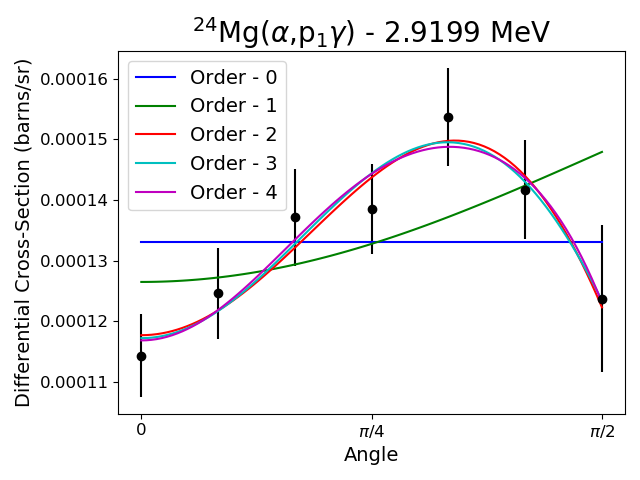 ²⁴Mg(α,p₁γ) - 2.9199 MeV
Differential Cross-Section (barns/sr)
0.00016
0.00015
0.00014
0.00013
0.00012
0.00011
Order - 0
Order - 1
Order - 2
Order - 3
Order - 4
0
π/4
π/2
Angle